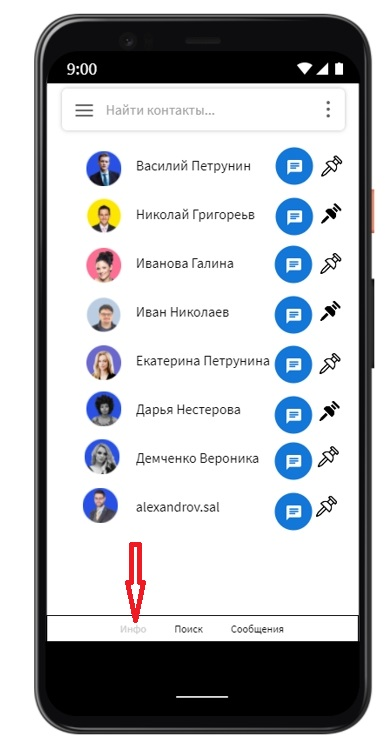 9:00
Найти контакты...
Василий Петрунин
Николай Григореьв
Иванова Галина
Иван Николаев
Екатерина Петрунина
Дарья Нестерова
Демченко Вероника
alexandrov.sal
Инфо Поиск Сообщения